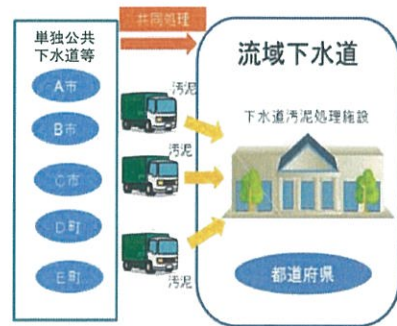 共同処理
単独公共
下水道等
A市
B市
C市
D町
E町
汚泥
汚泥
汚泥
流域下水道
下水道汚泥処理施設
都道府県